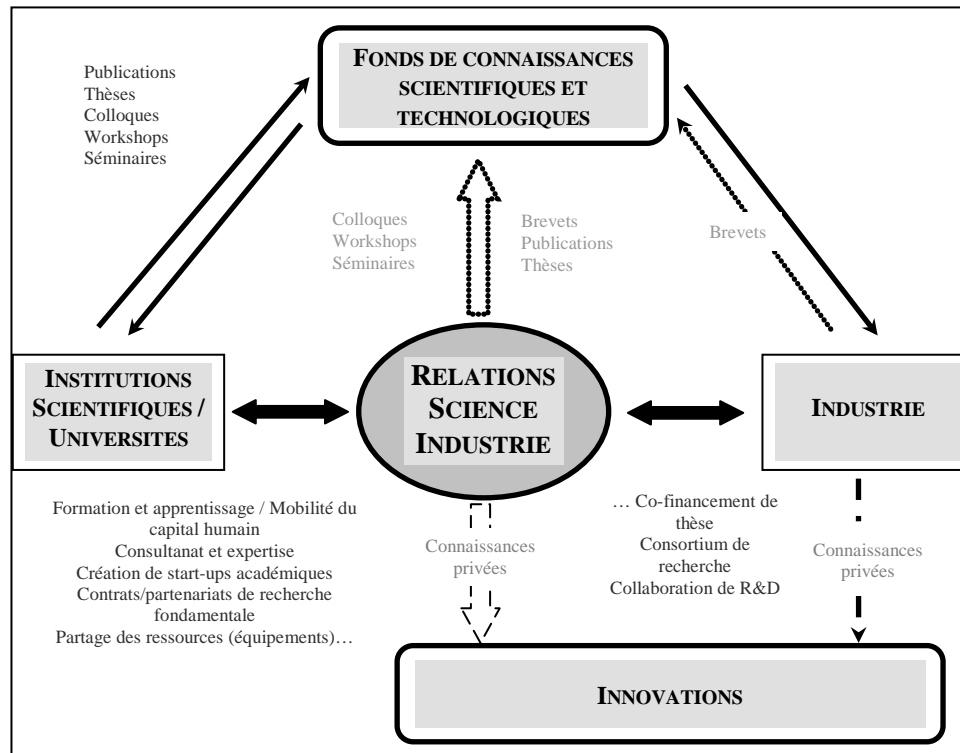 Publications
Thèses
Colloques
Workshops
Séminaires
FONDS DE CONNAISSANCES
SCIENTIFIQUES ET
TECHNOLOGIQUES
Colloques
Workshops
Séminaires
Brevets
Publications
Thèses
Brevets
INSTITUTIONS
SCIENTIFIQUES /
UNIVERSITES
RELATIONS
SCIENCE
INDUSTRIE
INDUSTRIE
Formation et apprentissage / Mobilité du
capital humain
Consultanat et expertise
Création de start-ups académiques
Contrats/partenariats de recherche
fondamentale
Partage des ressources (équipements)…
Connaissances
privées
… Co-financement de
thèse
Consortium de
recherche
Collaboration de R&D
Connaissances
privées
INNOVATIONS